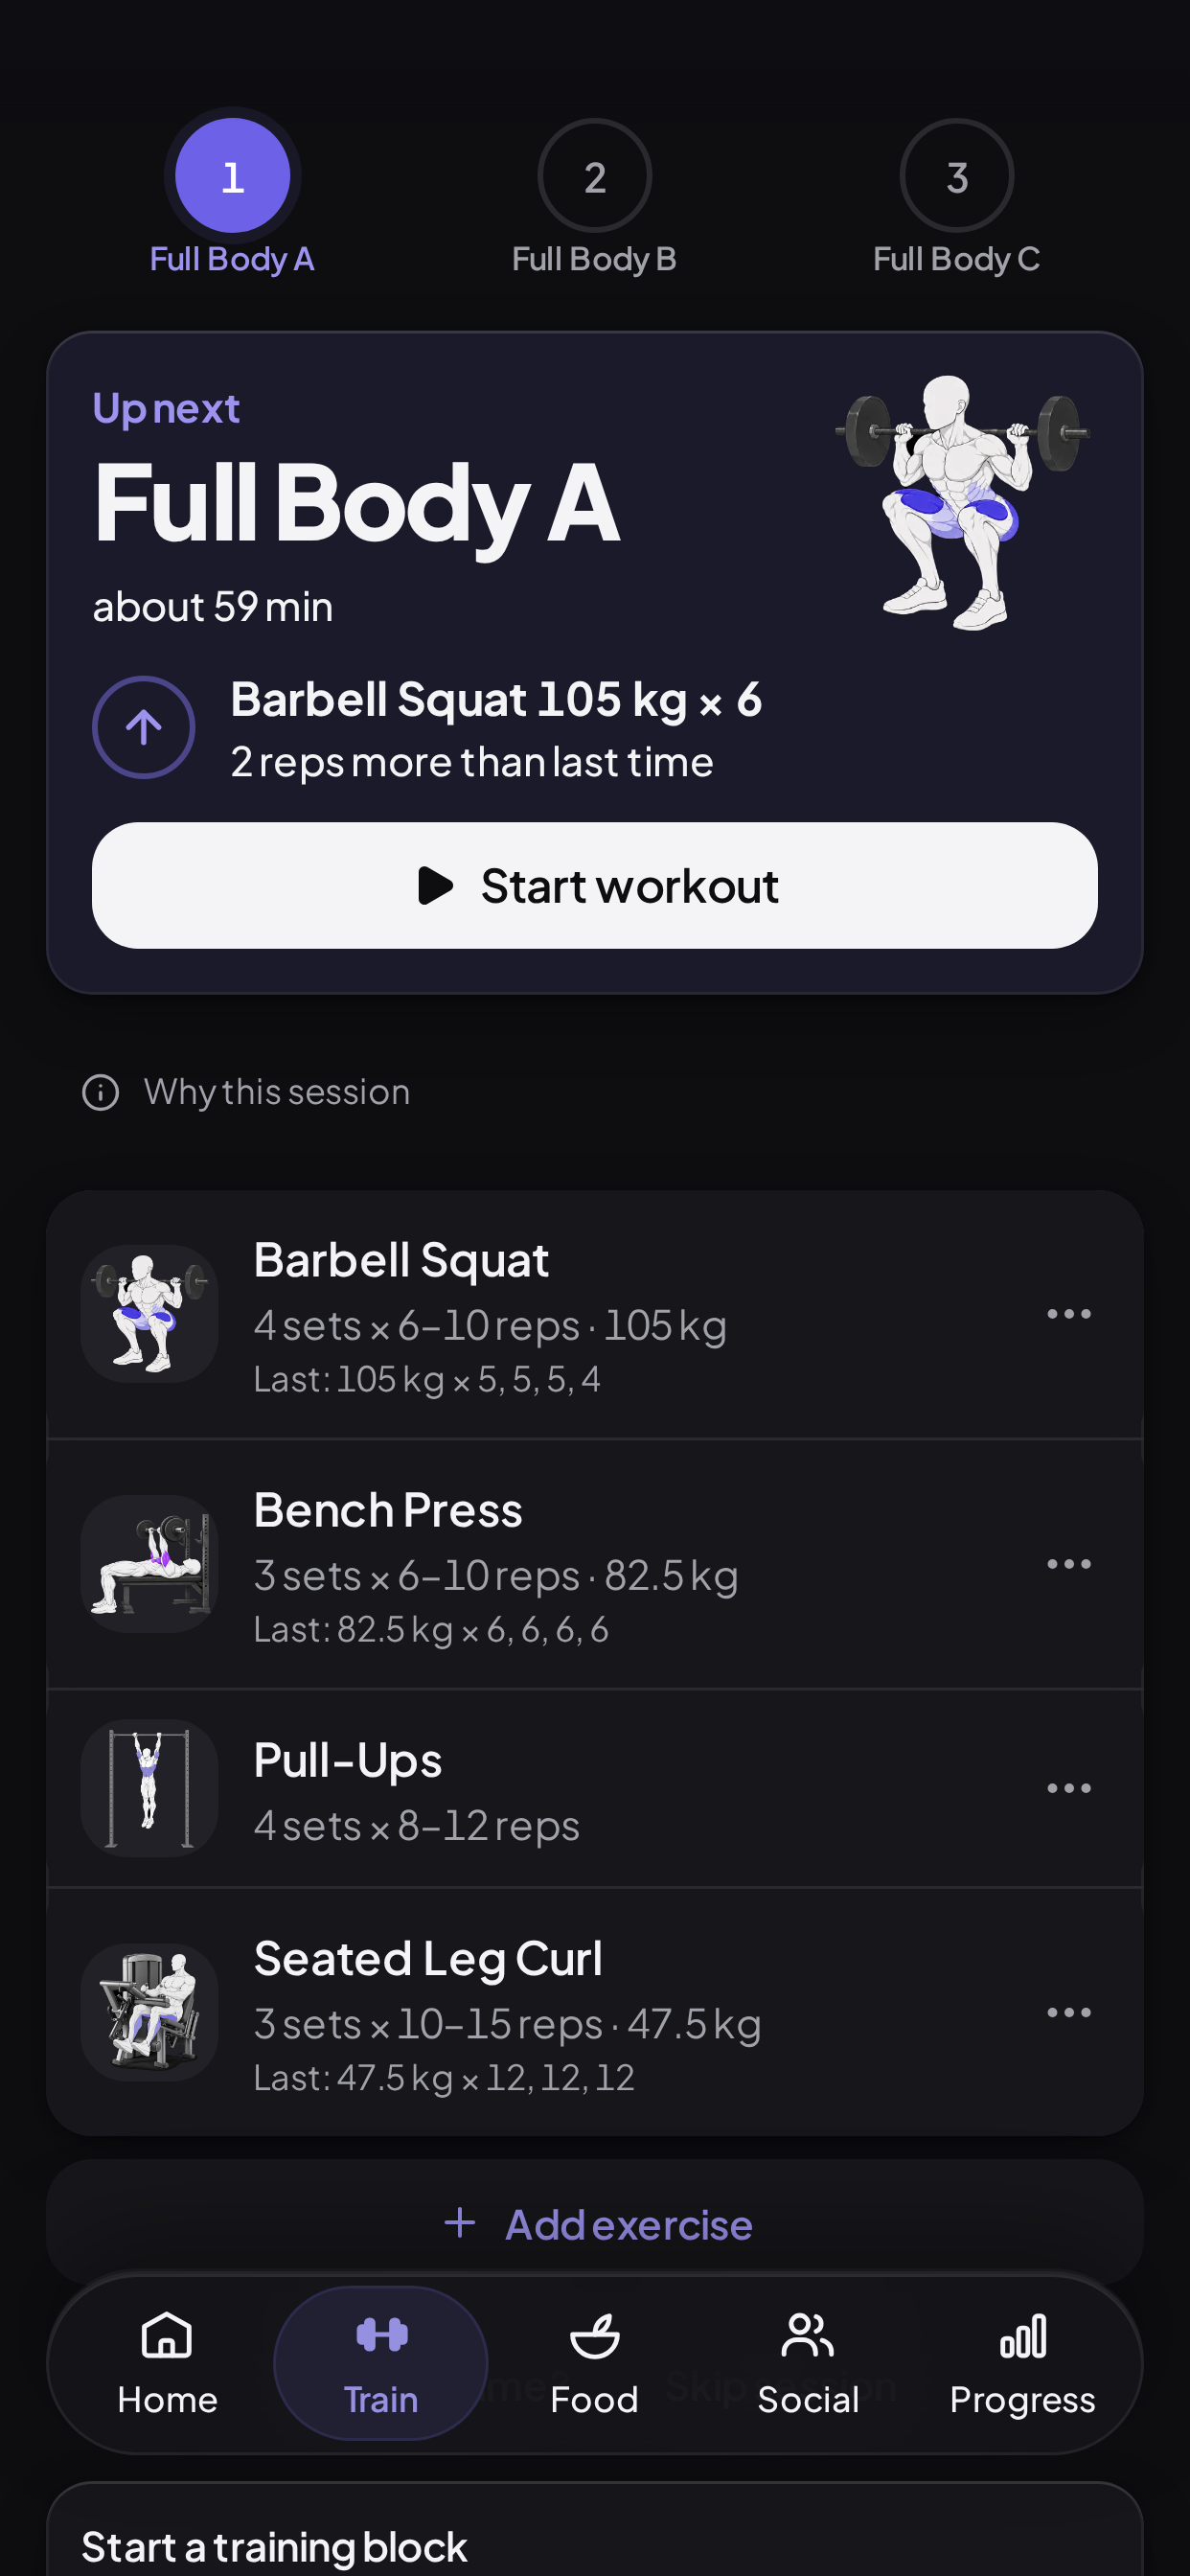 1
2
3
Full Body A
Full Body B
Full Body C
Up next
Full Body A
about 59 min
Barbell Squat 105 kg × 6
2 reps more than last time
Start workout
Why this session
Barbell Squat
4 sets × 6–10 reps · 105 kg
Last: 105 kg × 5, 5, 5, 4
Bench Press
3 sets × 6–10 reps · 82.5 kg
Last: 82.5 kg × 6, 6, 6, 6
Pull-Ups
4 sets × 8–12 reps
Seated Leg Curl
3 sets × 10–15 reps · 47.5 kg
Last: 47.5 kg × 12, 12, 12
Add exercise
Skip session
Home
Train
Food
Social
Progress
Start a training block